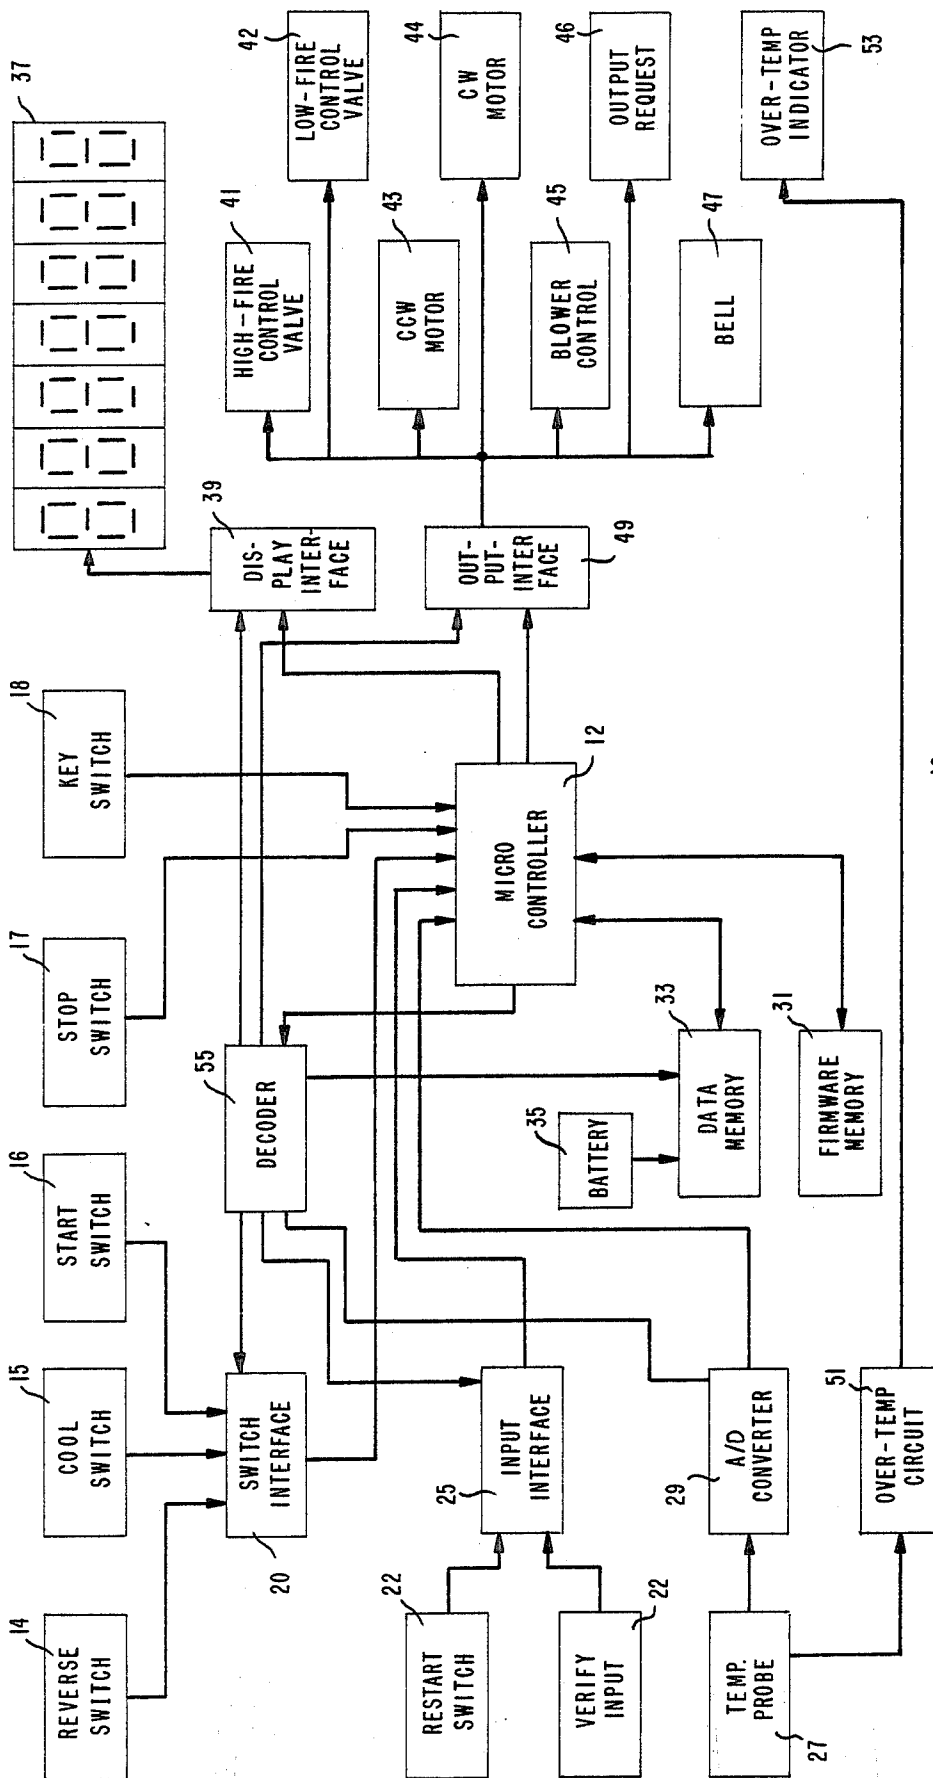 14
REVERSE
SWITCH
15
COOL
SWITCH
16
START
SWITCH
17
STOP
SWITCH
18
KEY
SWITCH
37
20
SWITCH
INTERFACE
55
DECODER
39
DIS-
PLAY
INTER-
FACE
41
HIGH-FIRE
CONTROL
VALVE
42
LOW-FIRE
CONTROL
VALVE
22
RESTART
SWITCH
25
INPUT
INTERFACE
12
MICRO
CONTROLLER
OUT-
PUT-
INTER
FACE
49
43
CCW
MOTOR
44
CW
MOTOR
22
VERIFY
INPUT
35
BATTERY
33
DATA
MEMORY
45
BLOWER
CONTROL
46
OUTPUT
REQUEST
27
TEMP.
PROBE
29
A/D
CONVERTER
31
FIRMWARE
MEMORY
47
BELL
51
OVER-TEMP
CIRCUIT
53
OVER-TEMP
INDICATOR